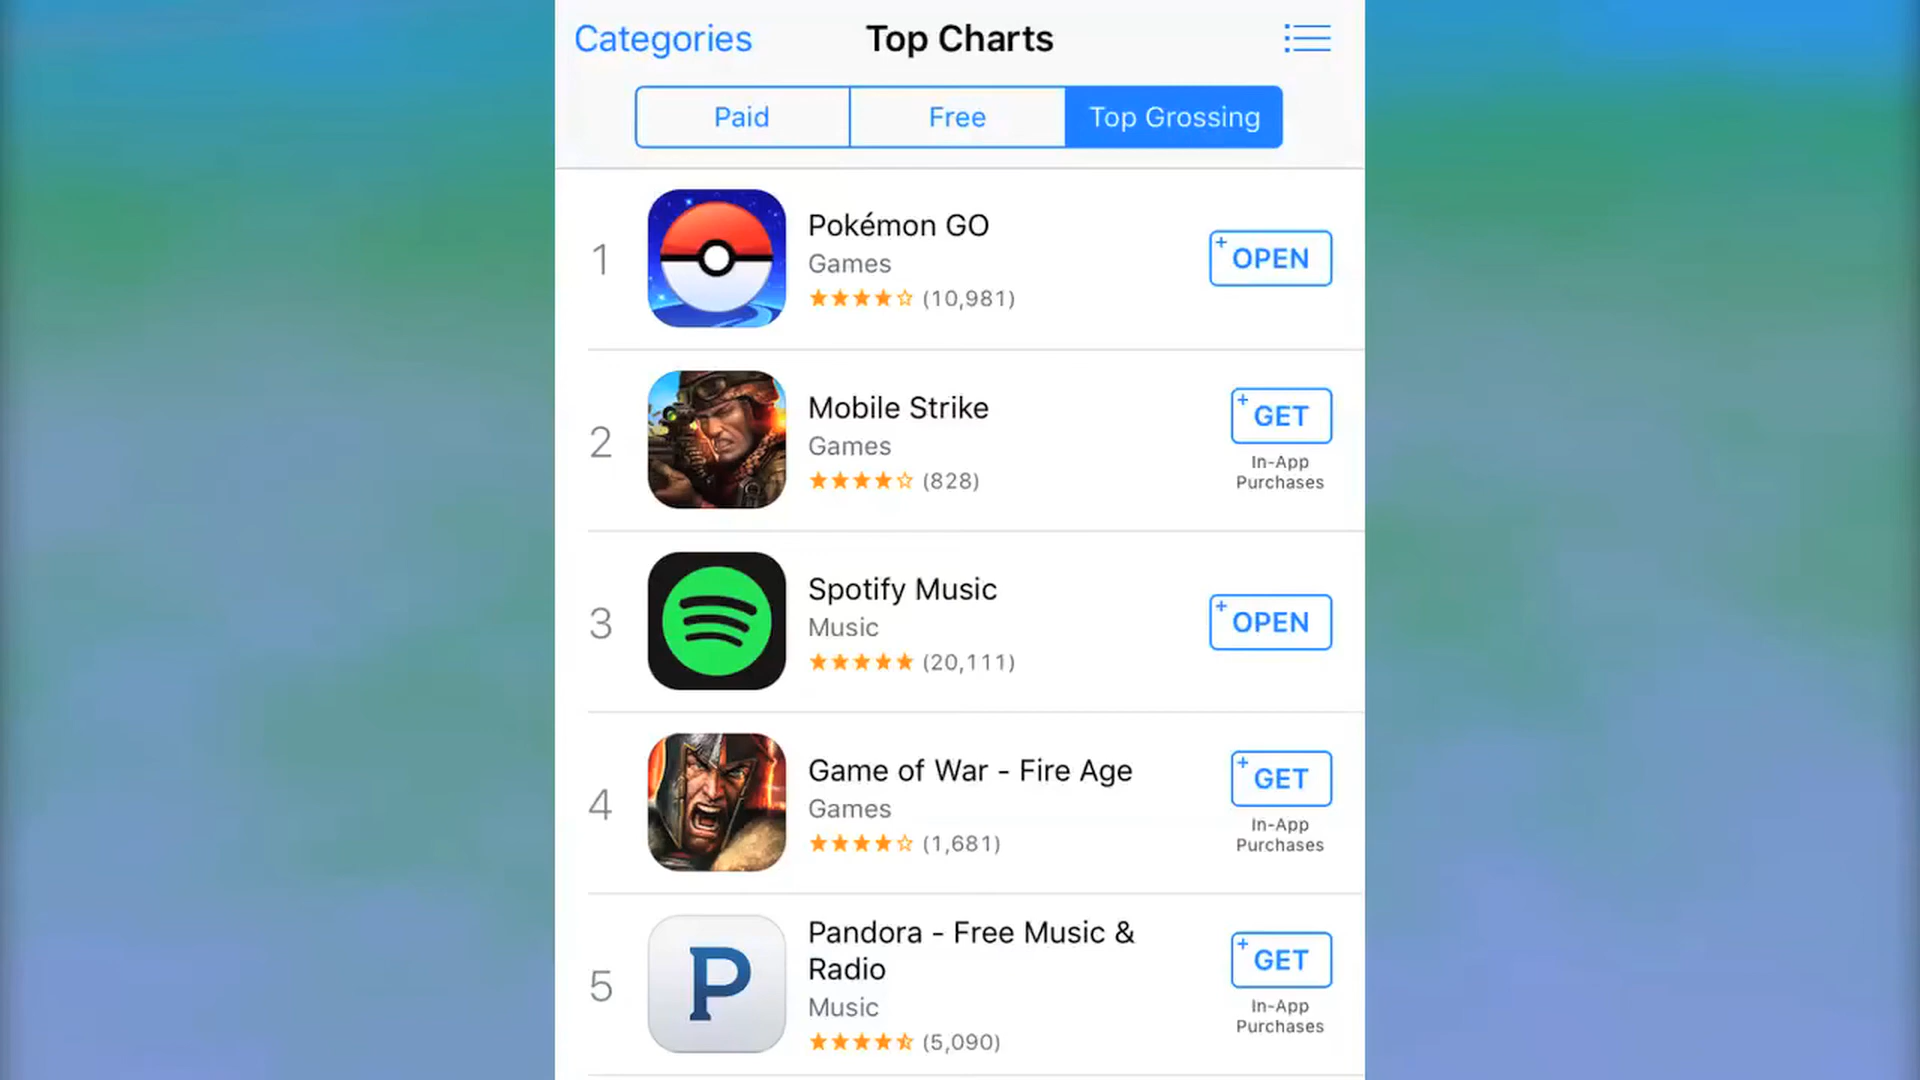 Categories
Top Charts
Paid
Free
Top Grossing
1
Pokémon GO
Games
(10,981)
+ OPEN
2
Mobile Strike
Games
(828)
+ GET
In-App
Purchases
3
Spotify Music
Music
(20,111)
+ OPEN
4
Game of War - Fire Age
Games
(1,681)
+ GET
In-App
Purchases
5
P
Pandora - Free Music &
Radio
Music
(5,090)
+ GET
In-App
Purchases